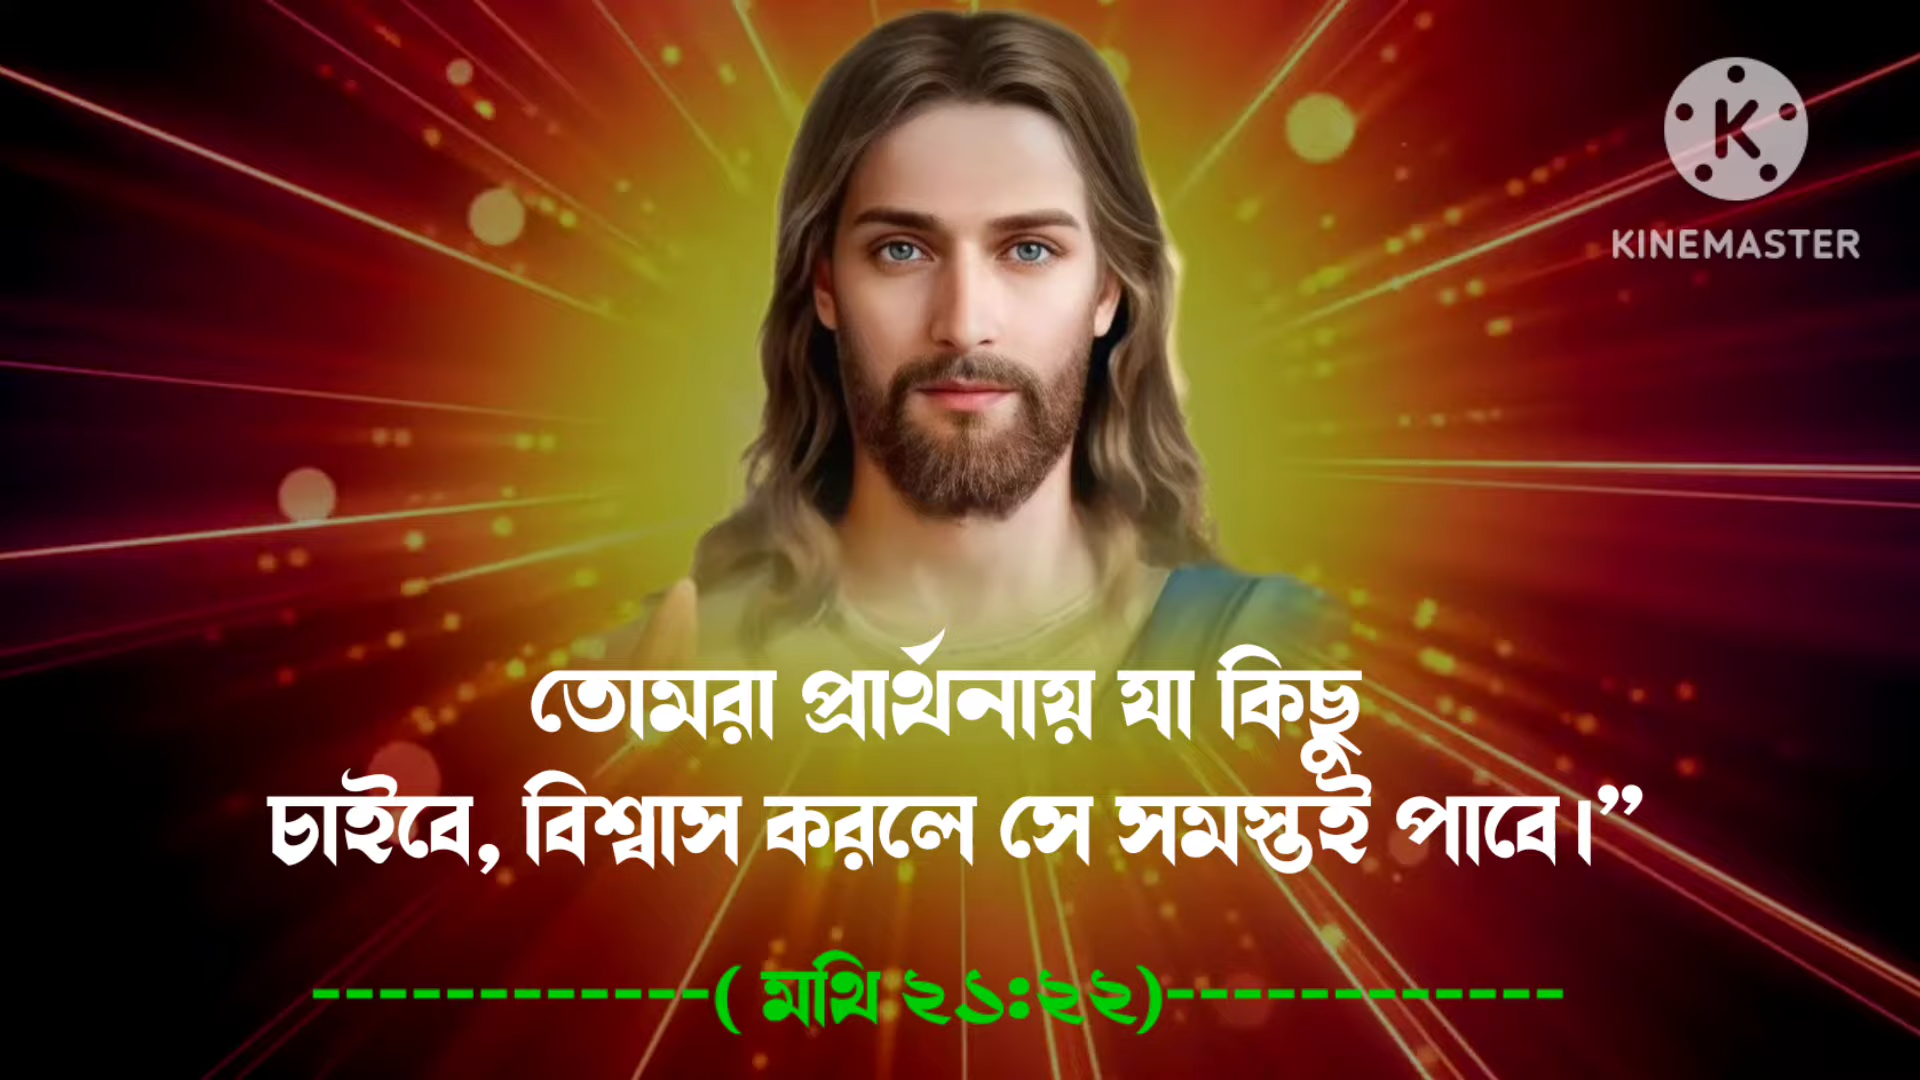 KINEMASTER
তোমরা প্রার্থনায় যা কিছু
চাইবে, বিশ্বাস করলে সে সমস্তই পাবে।”
------------( মথি ২১:২২)------------